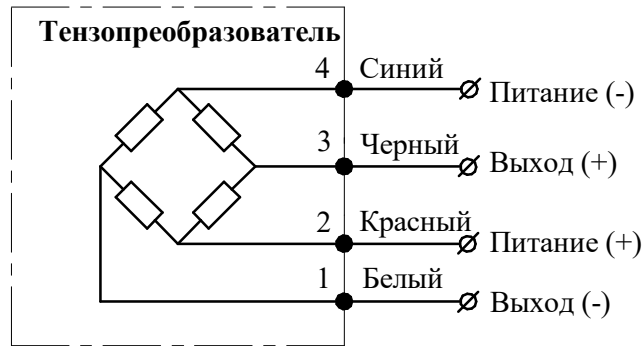 Тензопреобразователь
4 Синий Питание (-)
3 Черный Выход (+)
2 Красный Питание (+)
1 Белый Выход (-)